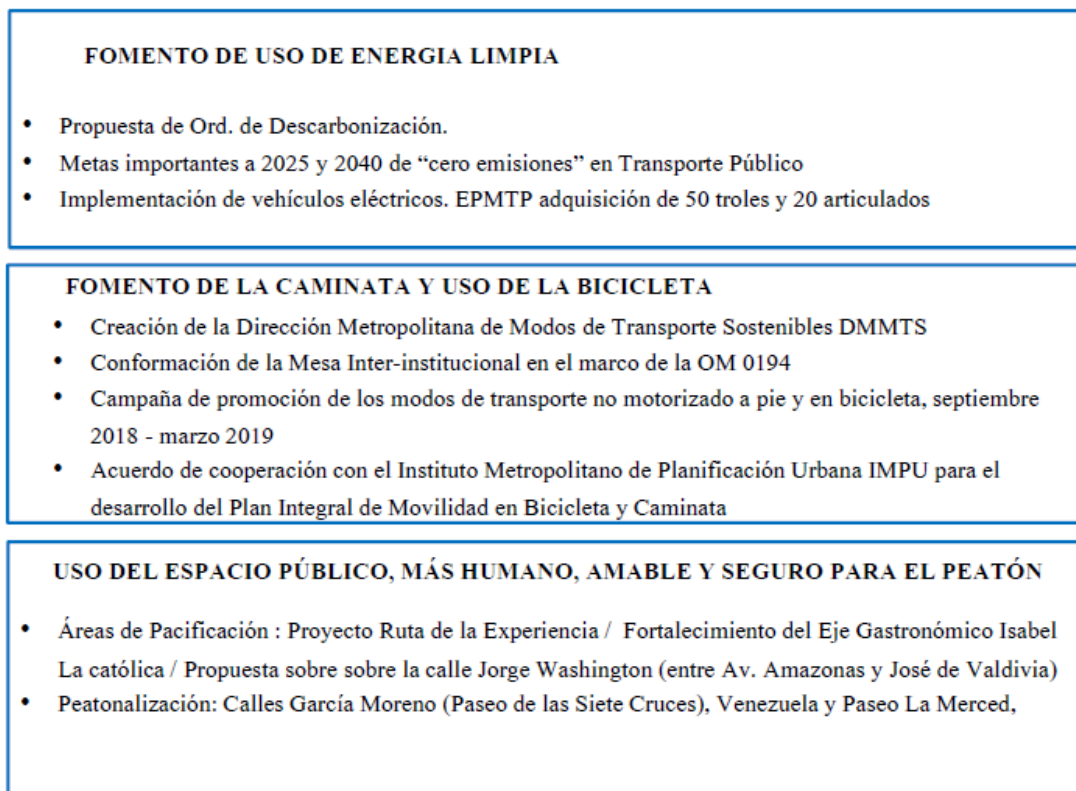 FOMENTO DE USO DE ENERGIA LIMPIA
• Propuesta de Ord. de Descarbonización.
• Metas importantes a 2025 y 2040 de “cero emisiones” en Transporte Público
• Implementación de vehículos eléctricos. EPMTP adquisición de 50 troles y 20 articulados
FOMENTO DE LA CAMINATA Y USO DE LA BICICLETA
• Creación de la Dirección Metropolitana de Modos de Transporte Sostenibles DMMTS
• Conformación de la Mesa Inter-institucional en el marco de la OM 0194
• Campaña de promoción de los modos de transporte no motorizado a pie y en bicicleta, septiembre
2018 - marzo 2019
• Acuerdo de cooperación con el Instituto Metropolitano de Planificación Urbana IMPU para el
desarrollo del Plan Integral de Movilidad en Bicicleta y Caminata
USO DEL ESPACIO PÚBLICO, MÁS HUMANO, AMABLE Y SEGURO PARA EL PEATÓN
• Áreas de Pacificación : Proyecto Ruta de la Experiencia / Fortalecimiento del Eje Gastronómico Isabel
La católica / Propuesta sobre sobre la calle Jorge Washington (entre Av. Amazonas y José de Valdivia)
• Peatonalización: Calles García Moreno (Paseo de las Siete Cruces), Venezuela y Paseo La Merced,